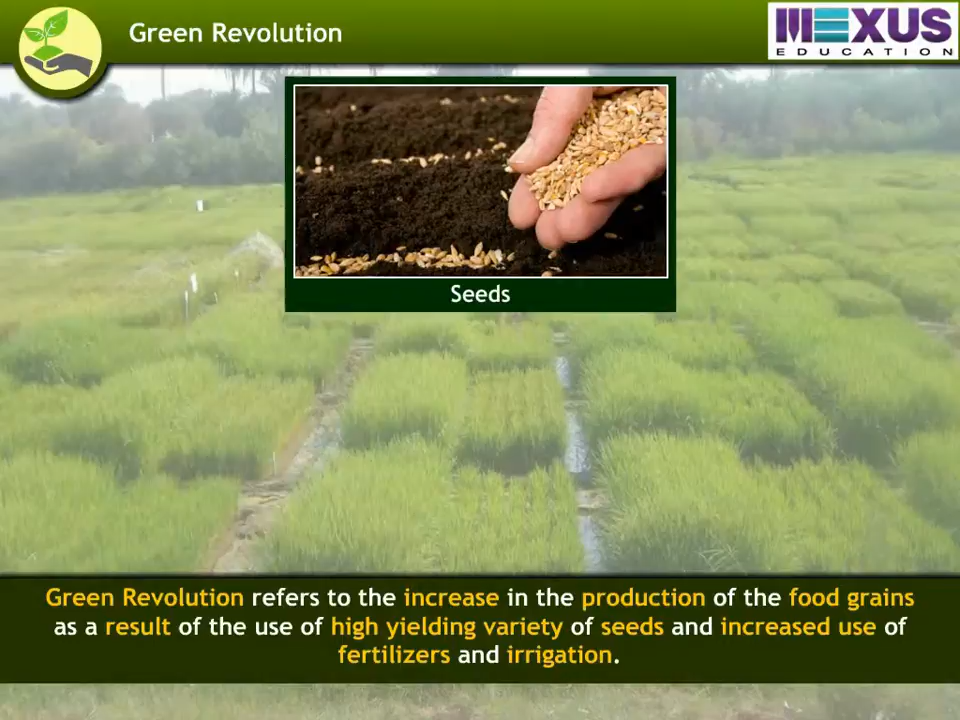 Green Revolution
MEXUS
EDUCATION
Seeds
Green Revolution refers to the increase in the production of the food grains
as a result of the use of high yielding variety of seeds and increased use of
fertilizers and irrigation.